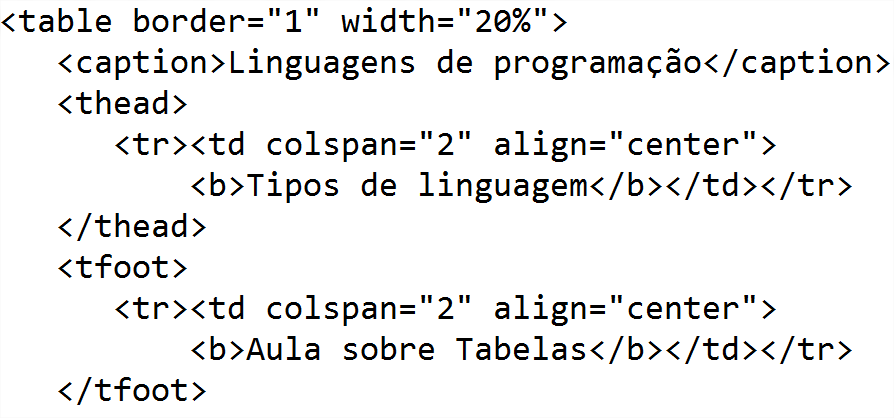 <table border="1" width="20%">
<caption>Linguagens de programação</caption>
<thead>
<tr><td colspan="2" align="center">
<b>Tipos de linguagem</b></td></tr>
</thead>
<tfoot>
<tr><td colspan="2" align="center">
<b>Aula sobre Tabelas</b></td></tr>
</tfoot>